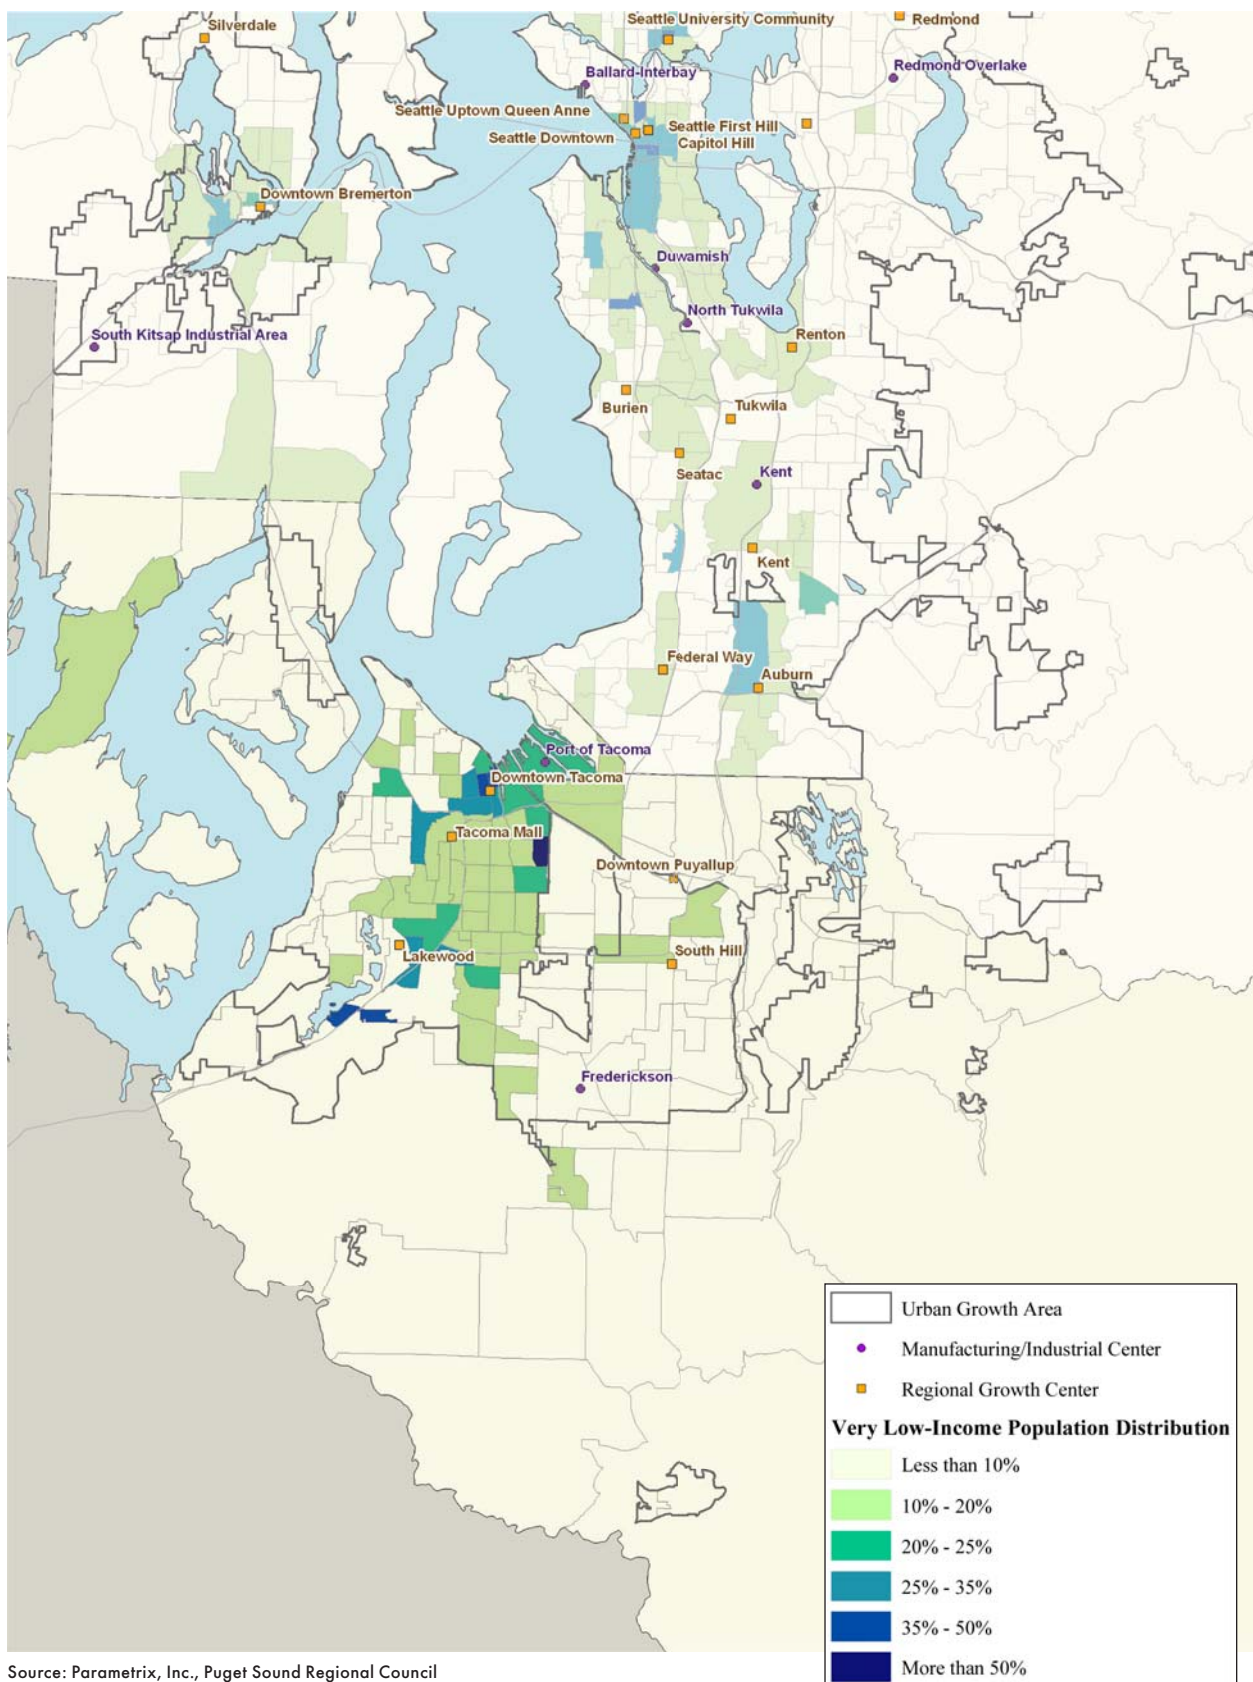 Silverdale
Seattle University Community
Redmond
Ballard-Interbay
Redmond Overlake
Seattle Uptown Queen Anne
Seattle First Hill
Capitol Hill
Seattle Downtown
Downtown Bremerton
Duwamish
North Tukwila
South Kitsap Industrial Area
Renton
Burien
Tukwila
Seatac
Kent
Kent
Federal Way
Auburn
Port of Tacoma
Downtown Tacoma
Tacoma Mall
Downtown Puyallup
South Hill
Lakewood
Frederickson
Urban Growth Area
Manufacturing/Industrial Center
Regional Growth Center
Very Low-Income Population Distribution
Less than 10%
10% - 20%
20% - 25%
25% - 35%
35% - 50%
More than 50%
Source: Parametrix, Inc., Puget Sound Regional Council